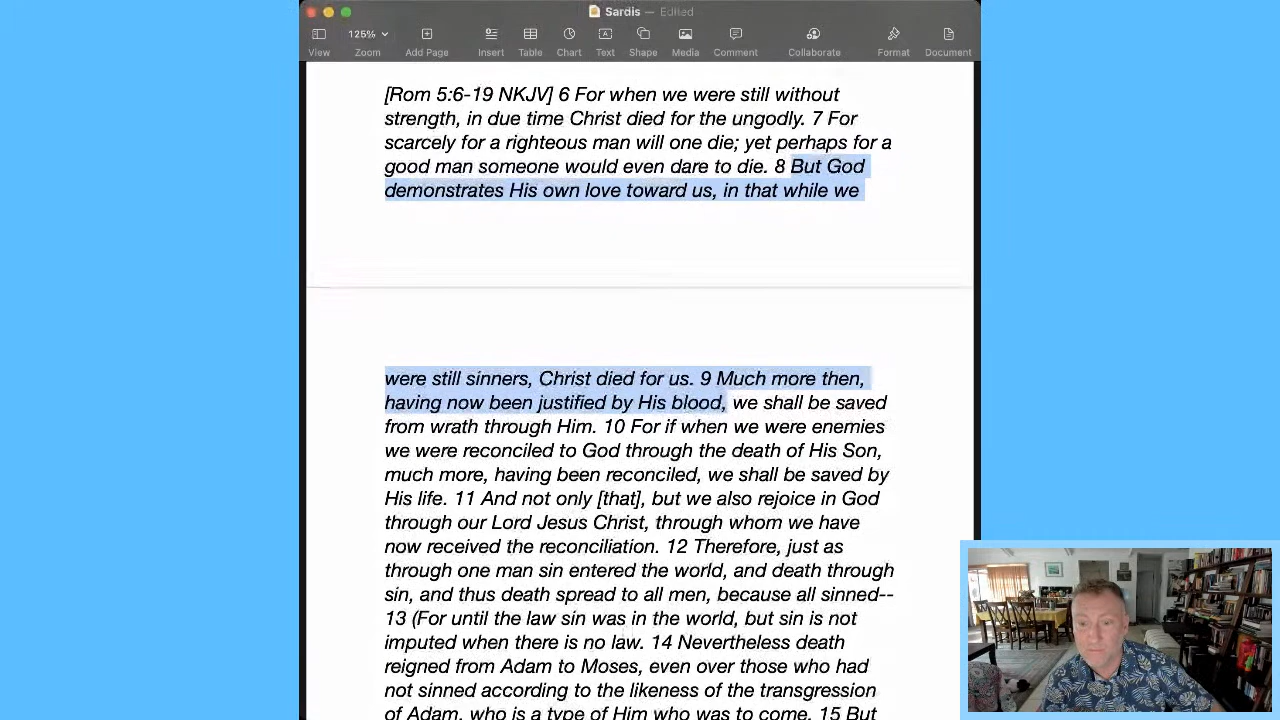 Sardis — Edited
125%
View Zoom Add Page Insert Table Chart Text Shape Media Comment Collaborate Format Document
[Rom 5:6-19 NKJV] 6 For when we were still without
strength, in due time Christ died for the ungodly. 7 For
scarcely for a righteous man will one die; yet perhaps for a
good man someone would even dare to die. 8 But God
demonstrates His own love toward us, in that while we
were still sinners, Christ died for us. 9 Much more then,
having now been justified by His blood, we shall be saved
from wrath through Him. 10 For if when we were enemies
we were reconciled to God through the death of His Son,
much more, having been reconciled, we shall be saved by
His life. 11 And not only [that], but we also rejoice in God
through our Lord Jesus Christ, through whom we have
now received the reconciliation. 12 Therefore, just as
through one man sin entered the world, and death through
sin, and thus death spread to all men, because all sinned--
13 (For until the law sin was in the world, but sin is not
imputed when there is no law. 14 Nevertheless death
reigned from Adam to Moses, even over those who had
not sinned according to the likeness of the transgression
of Adam, who is a type of Him who was to come. 15 But